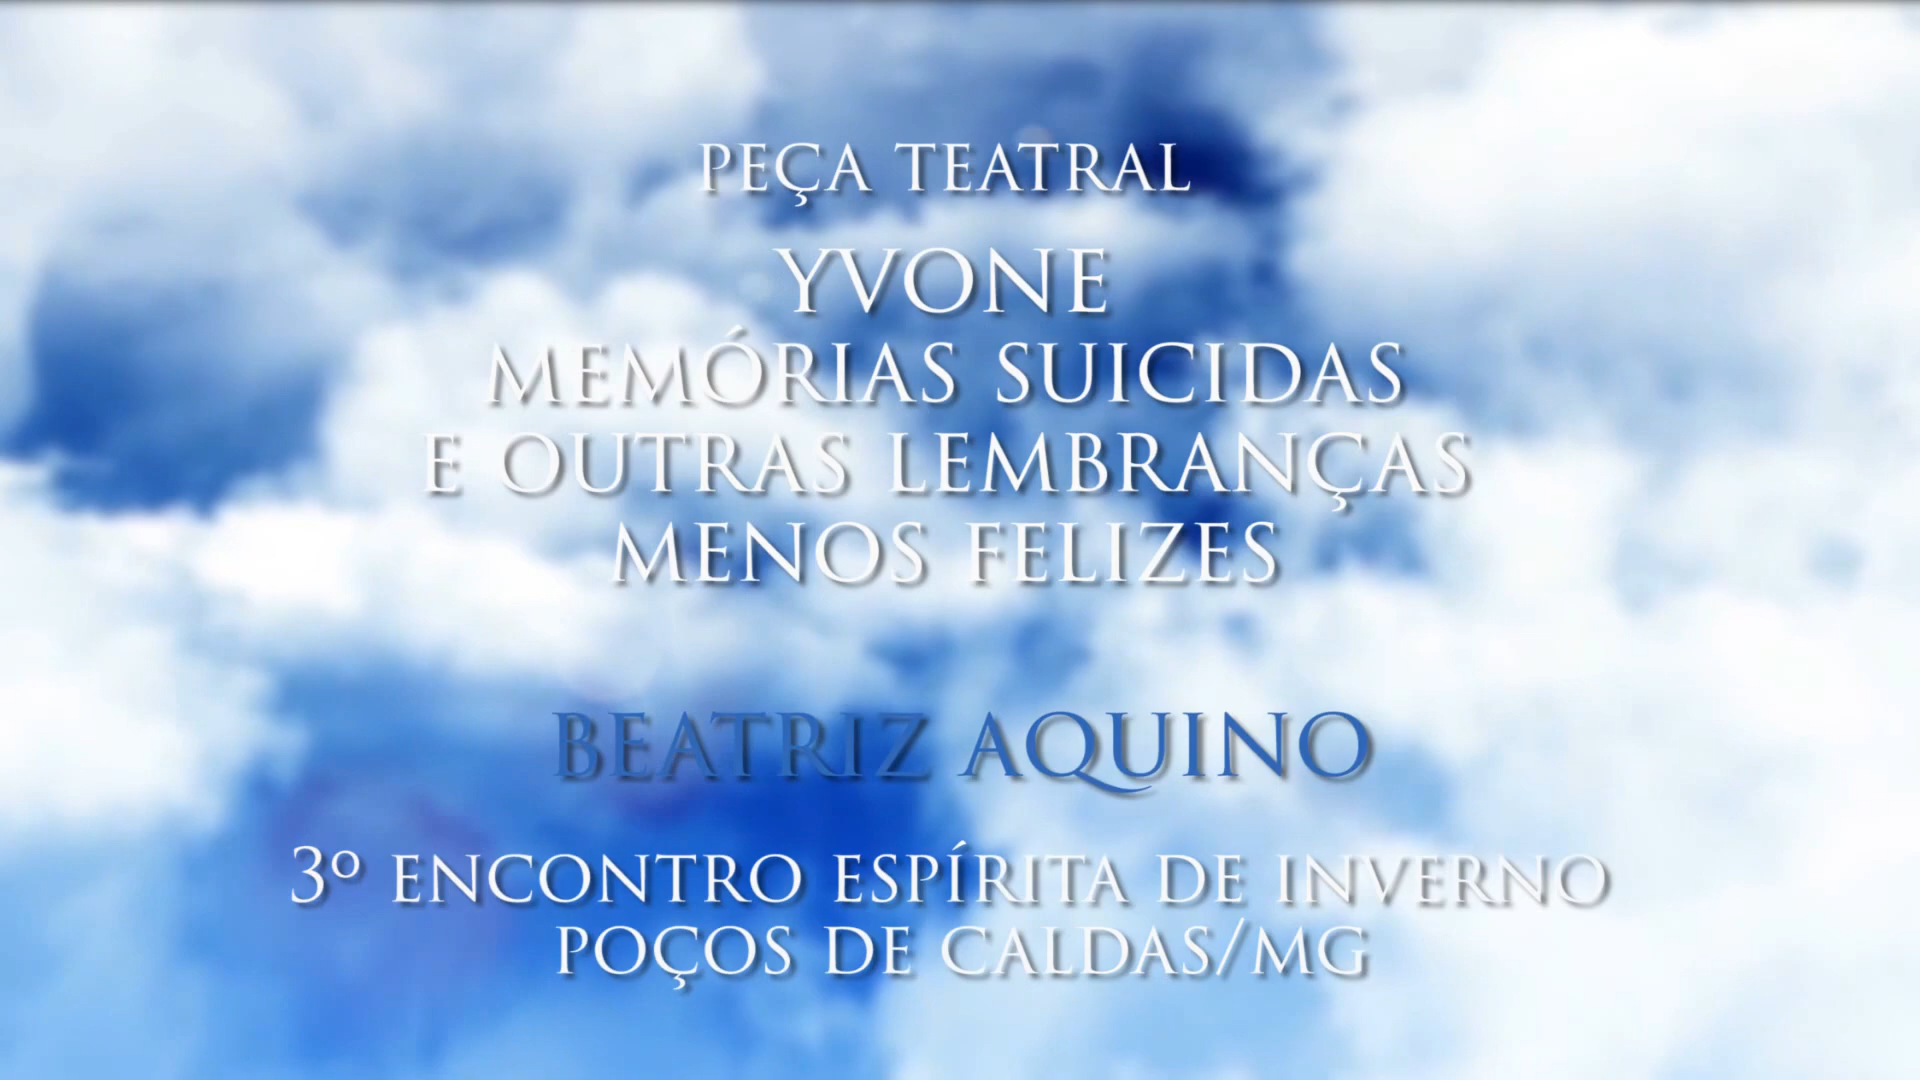 PEÇA TEATRAL
YVONE
MEMÓRIAS SUICIDAS
E OUTRAS LEMBRANÇAS
MENOS FELIZES
BEATRIZ AQUINO
3º ENCONTRO ESPÍRITA DE INVERNO
POÇOS DE CALDAS/MG